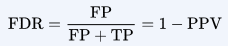 FDR = FP / (FP + TP) = 1 − PPV